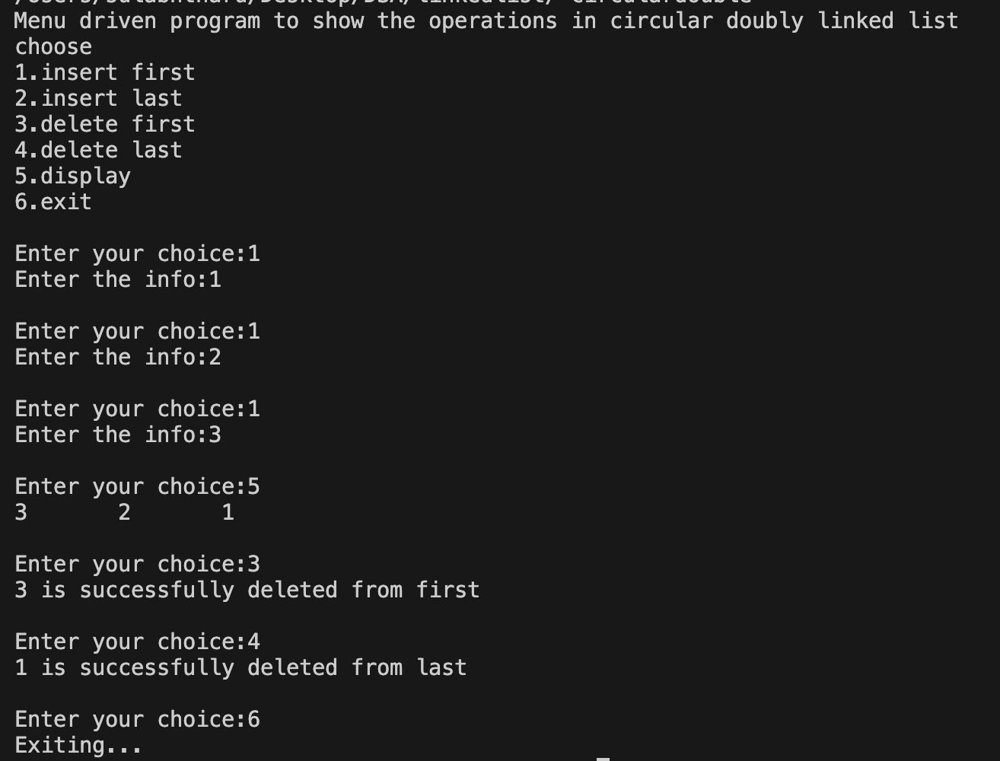 Menu driven program to show the operations in circular doubly linked list
choose
1.insert first
2.insert last
3.delete first
4.delete last
5.display
6.exit
Enter your choice:1
Enter the info:1
Enter your choice:1
Enter the info:2
Enter your choice:1
Enter the info:3
Enter your choice:5
3 2 1
Enter your choice:3
3 is successfully deleted from first
Enter your choice:4
1 is successfully deleted from last
Enter your choice:6
Exiting...